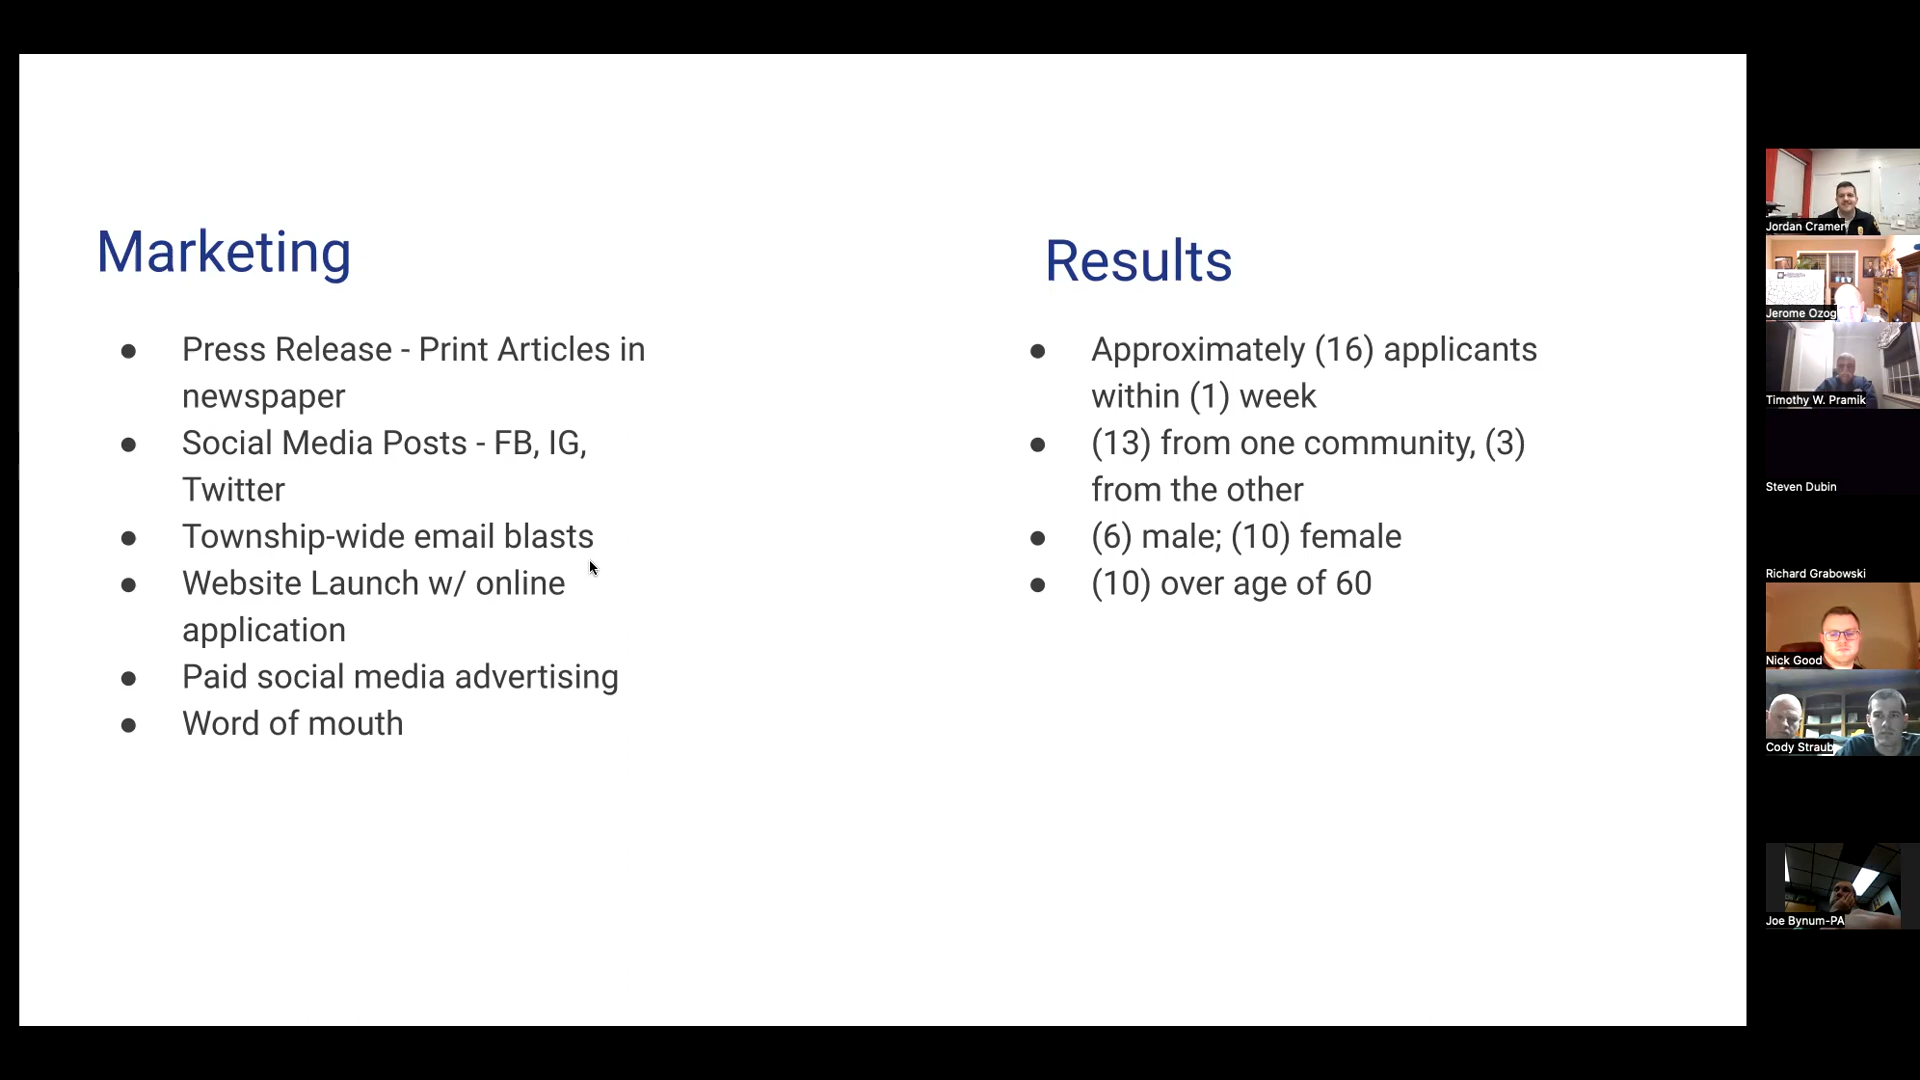 Marketing
Press Release - Print Articles in
newspaper
Social Media Posts - FB, IG,
Twitter
Township-wide email blasts
Website Launch w/ online
application
Paid social media advertising
Word of mouth
Results
Approximately (16) applicants
within (1) week
(13) from one community, (3)
from the other
(6) male; (10) female
(10) over age of 60
Jordan Cramer
Jerome Ozog
Timothy W. Pramik
Steven Dubin
Richard Grabowski
Nick Good
Cody Straub
Joe Bynum-PA